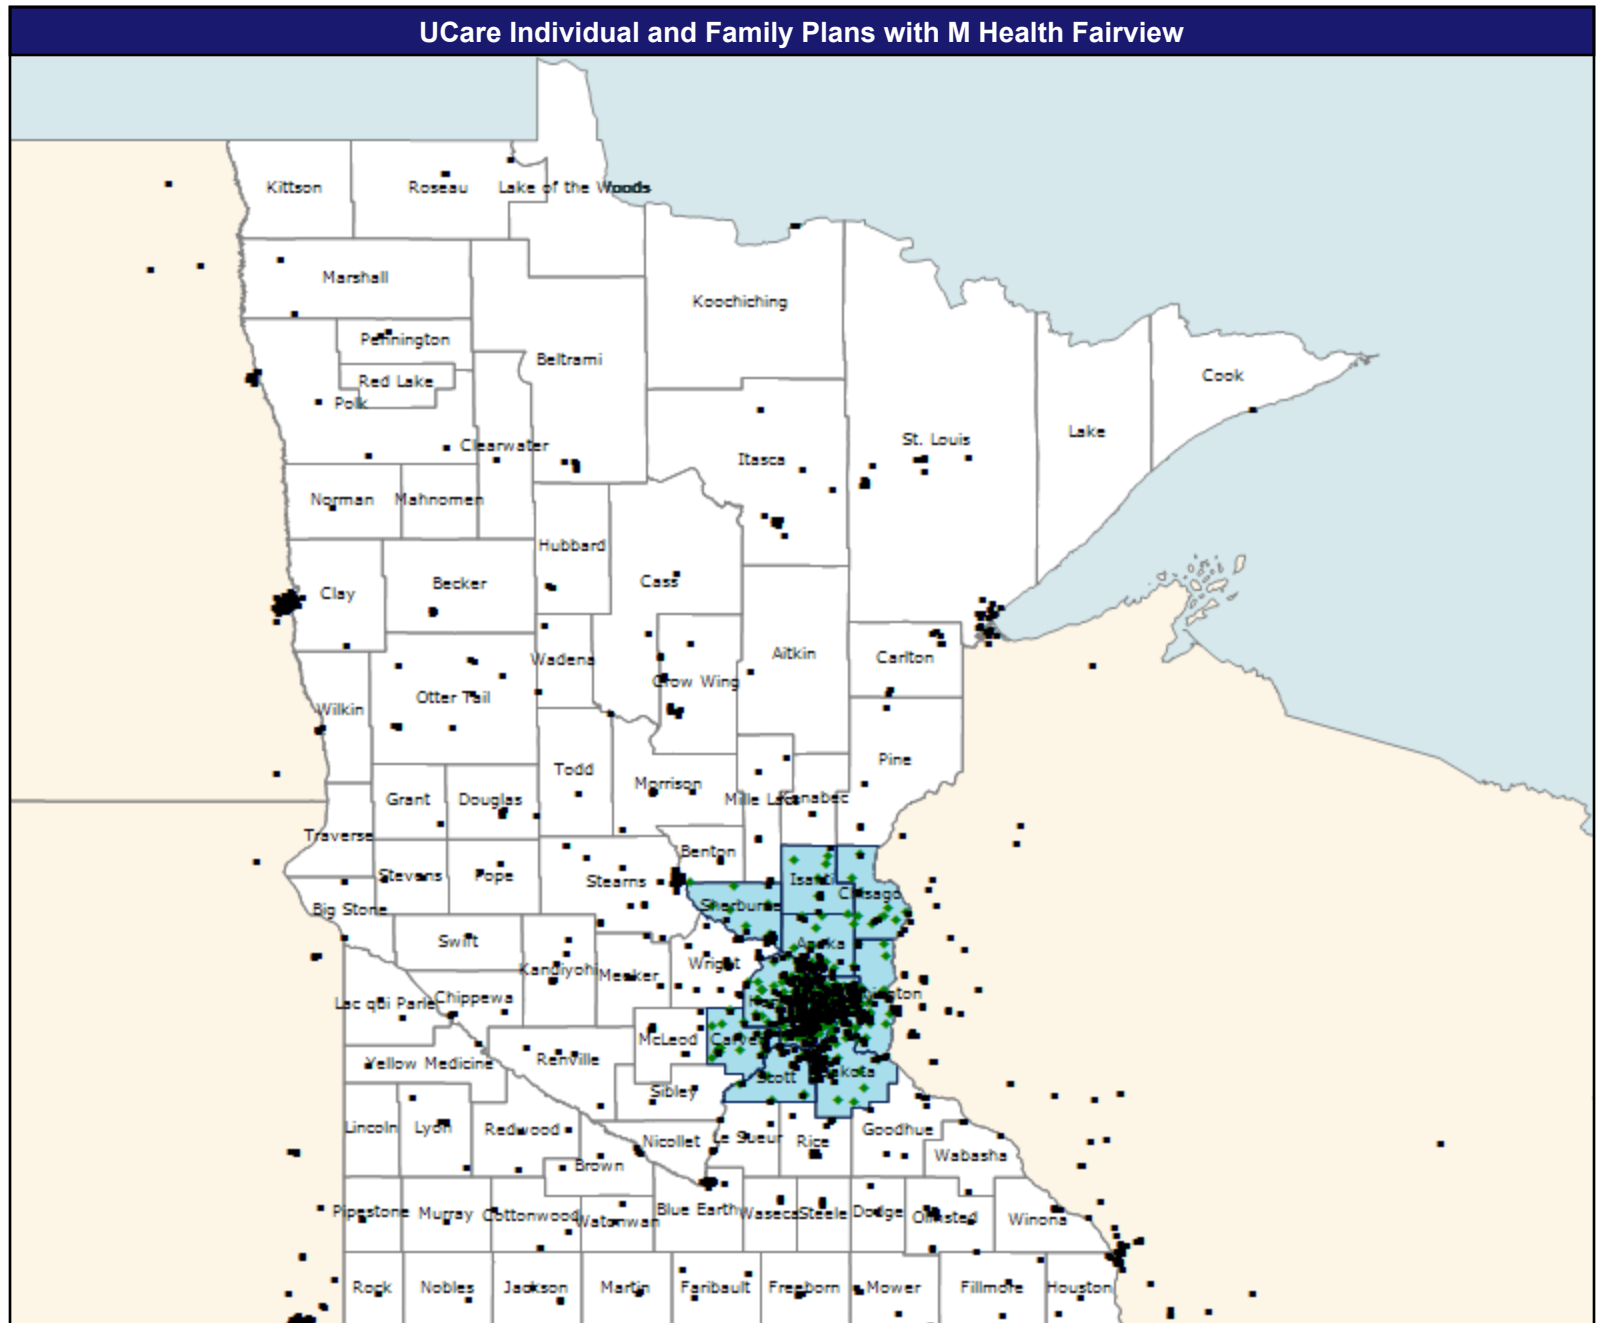 UCare Individual and Family Plans with M Health Fairview
Kittson
Roseau
Lake of the Woods
Marshall
Koochiching
Pennington
Beltrami
Red Lake
Cook
Polk
Lake
St. Louis
Clearwater
Itasca
Norman
Mahnomen
Hubbard
Cass
Becker
Clay
Aitkin
Carlton
Wadena
Crow Wing
Otter Tail
Wilkin
Pine
Todd
Morrison
Grant
Douglas
Mille Lacs
Kanabec
Traverse
Benton
Stevens
Pope
Stearns
Isanti
Chisago
Sherburne
Big Stone
Swift
Anoka
Wright
Kandiyohi
Meeker
Chippewa
Lac qui Parle
McLeod
Carver
Renville
Yellow Medicine
Scott
Dakota
Sibley
Lincoln
Lyon
Redwood
Goodhue
Nicollet
Le Sueur
Rice
Wabasha
Brown
Pipestone
Murray
Cottonwood
Watonwan
Blue Earth
Waseca
Steele
Dodge
Olmsted
Winona
Rock
Nobles
Jackson
Martin
Faribault
Freeborn
Mower
Fillmore
Houston